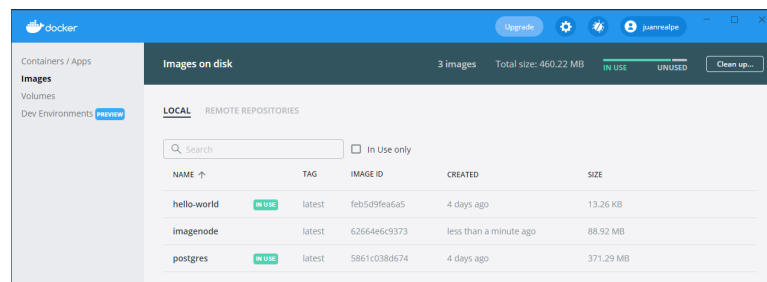 docker
Upgrade
juanrealpe
Containers / Apps
Images
Volumes
Dev Environments PREVIEW
Images on disk
3 images Total size: 460.22 MB IN USE UNUSED Clean up...
LOCAL REMOTE REPOSITORIES
Search In Use only
NAME ↑ TAG IMAGE ID CREATED SIZE
hello-world IN USE latest feb5d9fea6a5 4 days ago 13.26 KB
imagenode latest 62664e6c9373 less than a minute ago 88.92 MB
postgres IN USE latest 5861c038d674 4 days ago 371.29 MB